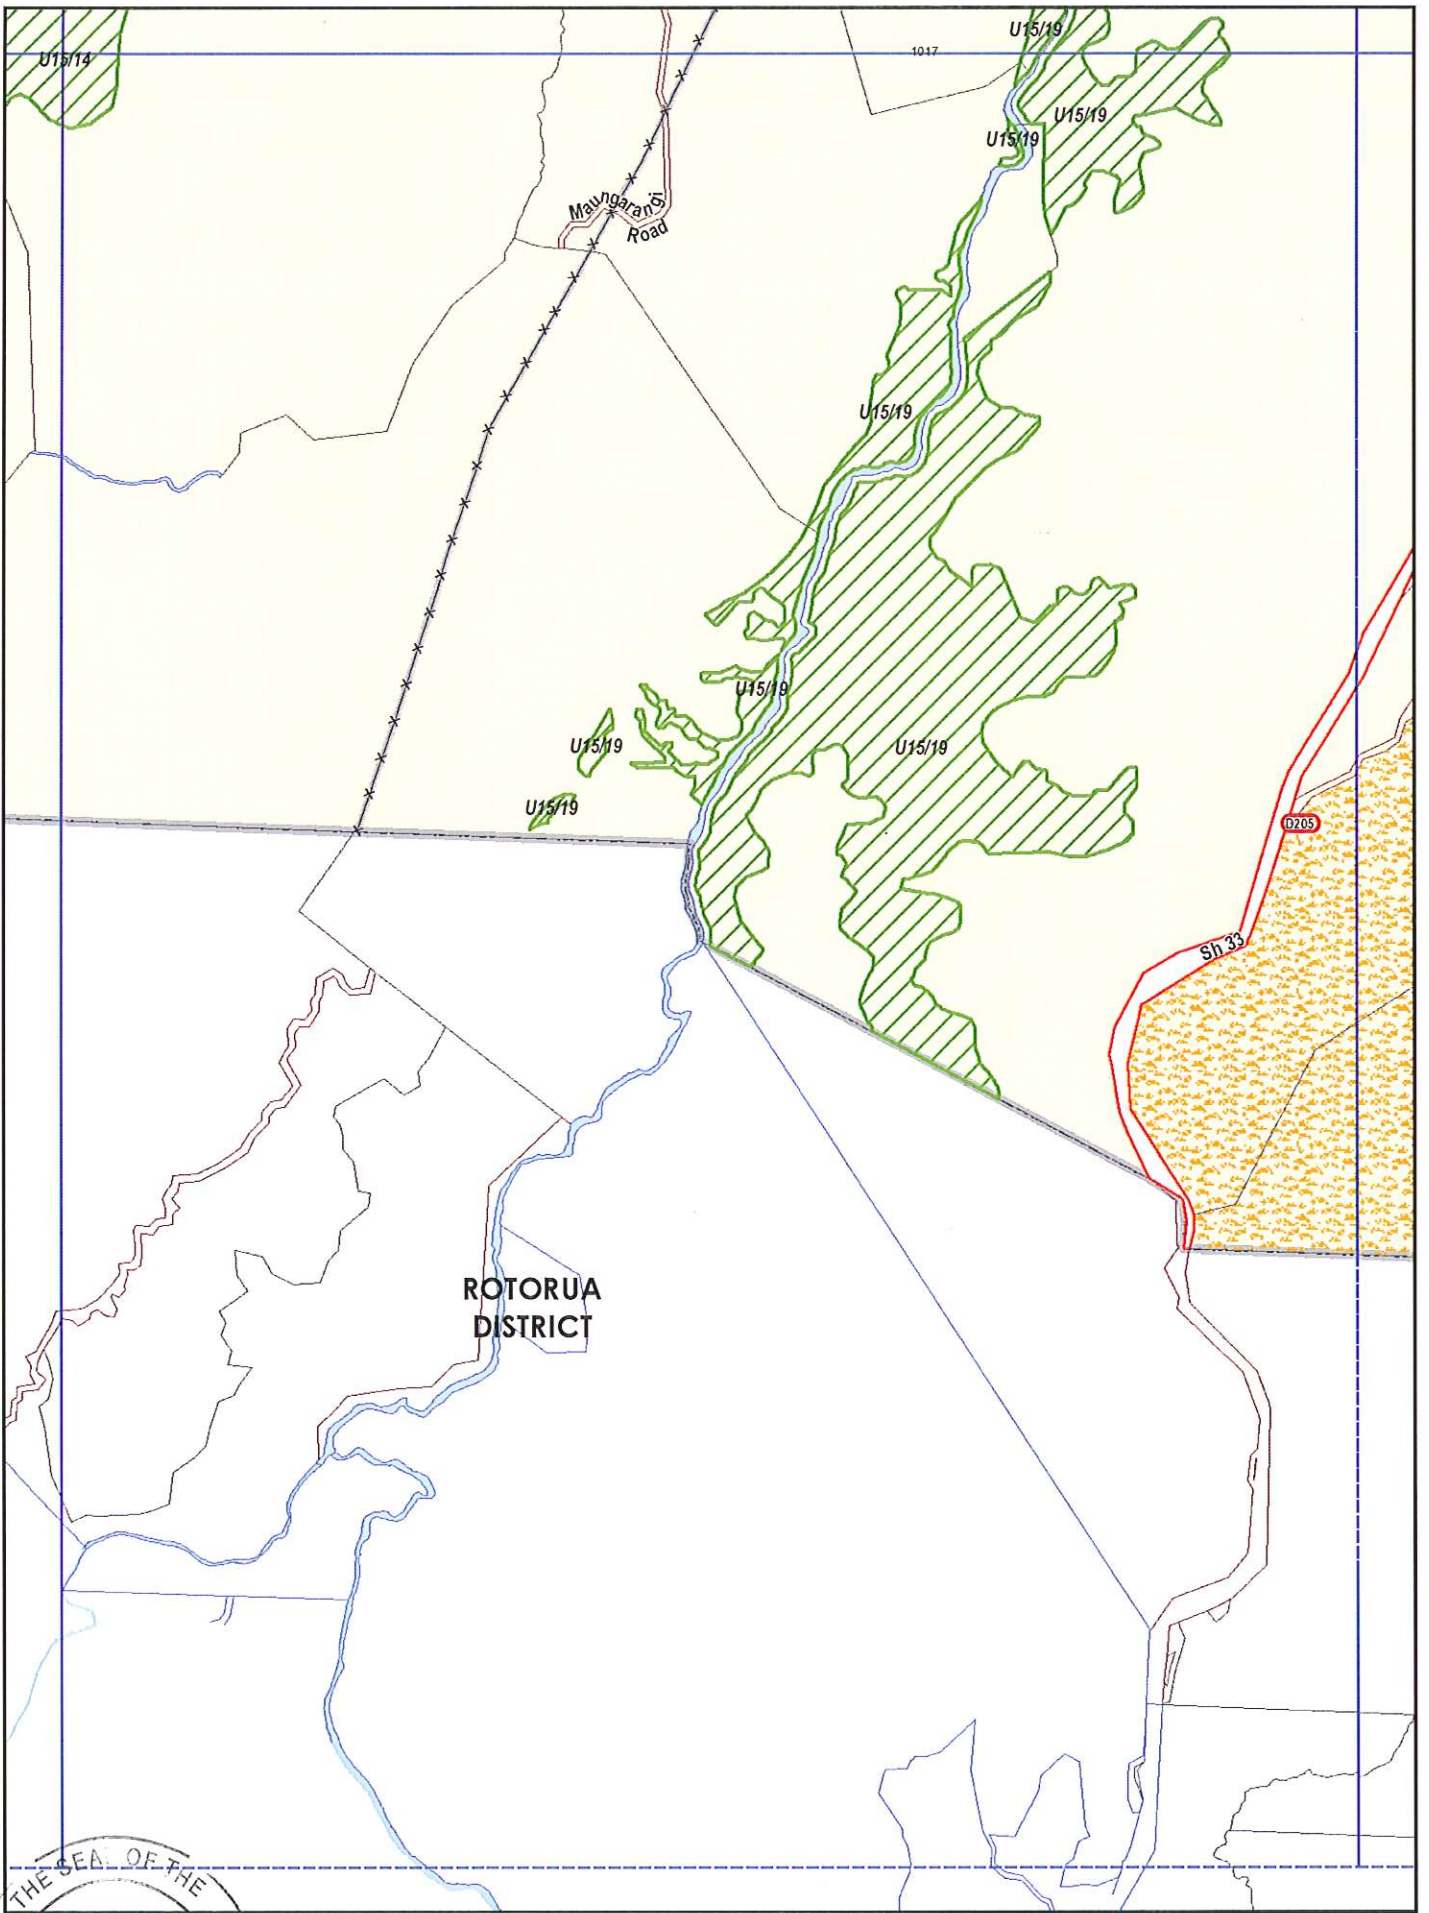 U15/19
U15/14
1017
U15/19
U15/19
Maungarangi
Road
U15/19
U15/19
U15/19
U15/19
U15/19
D205
Sh 33
ROTORUA
DISTRICT
THE SEAL OF THE